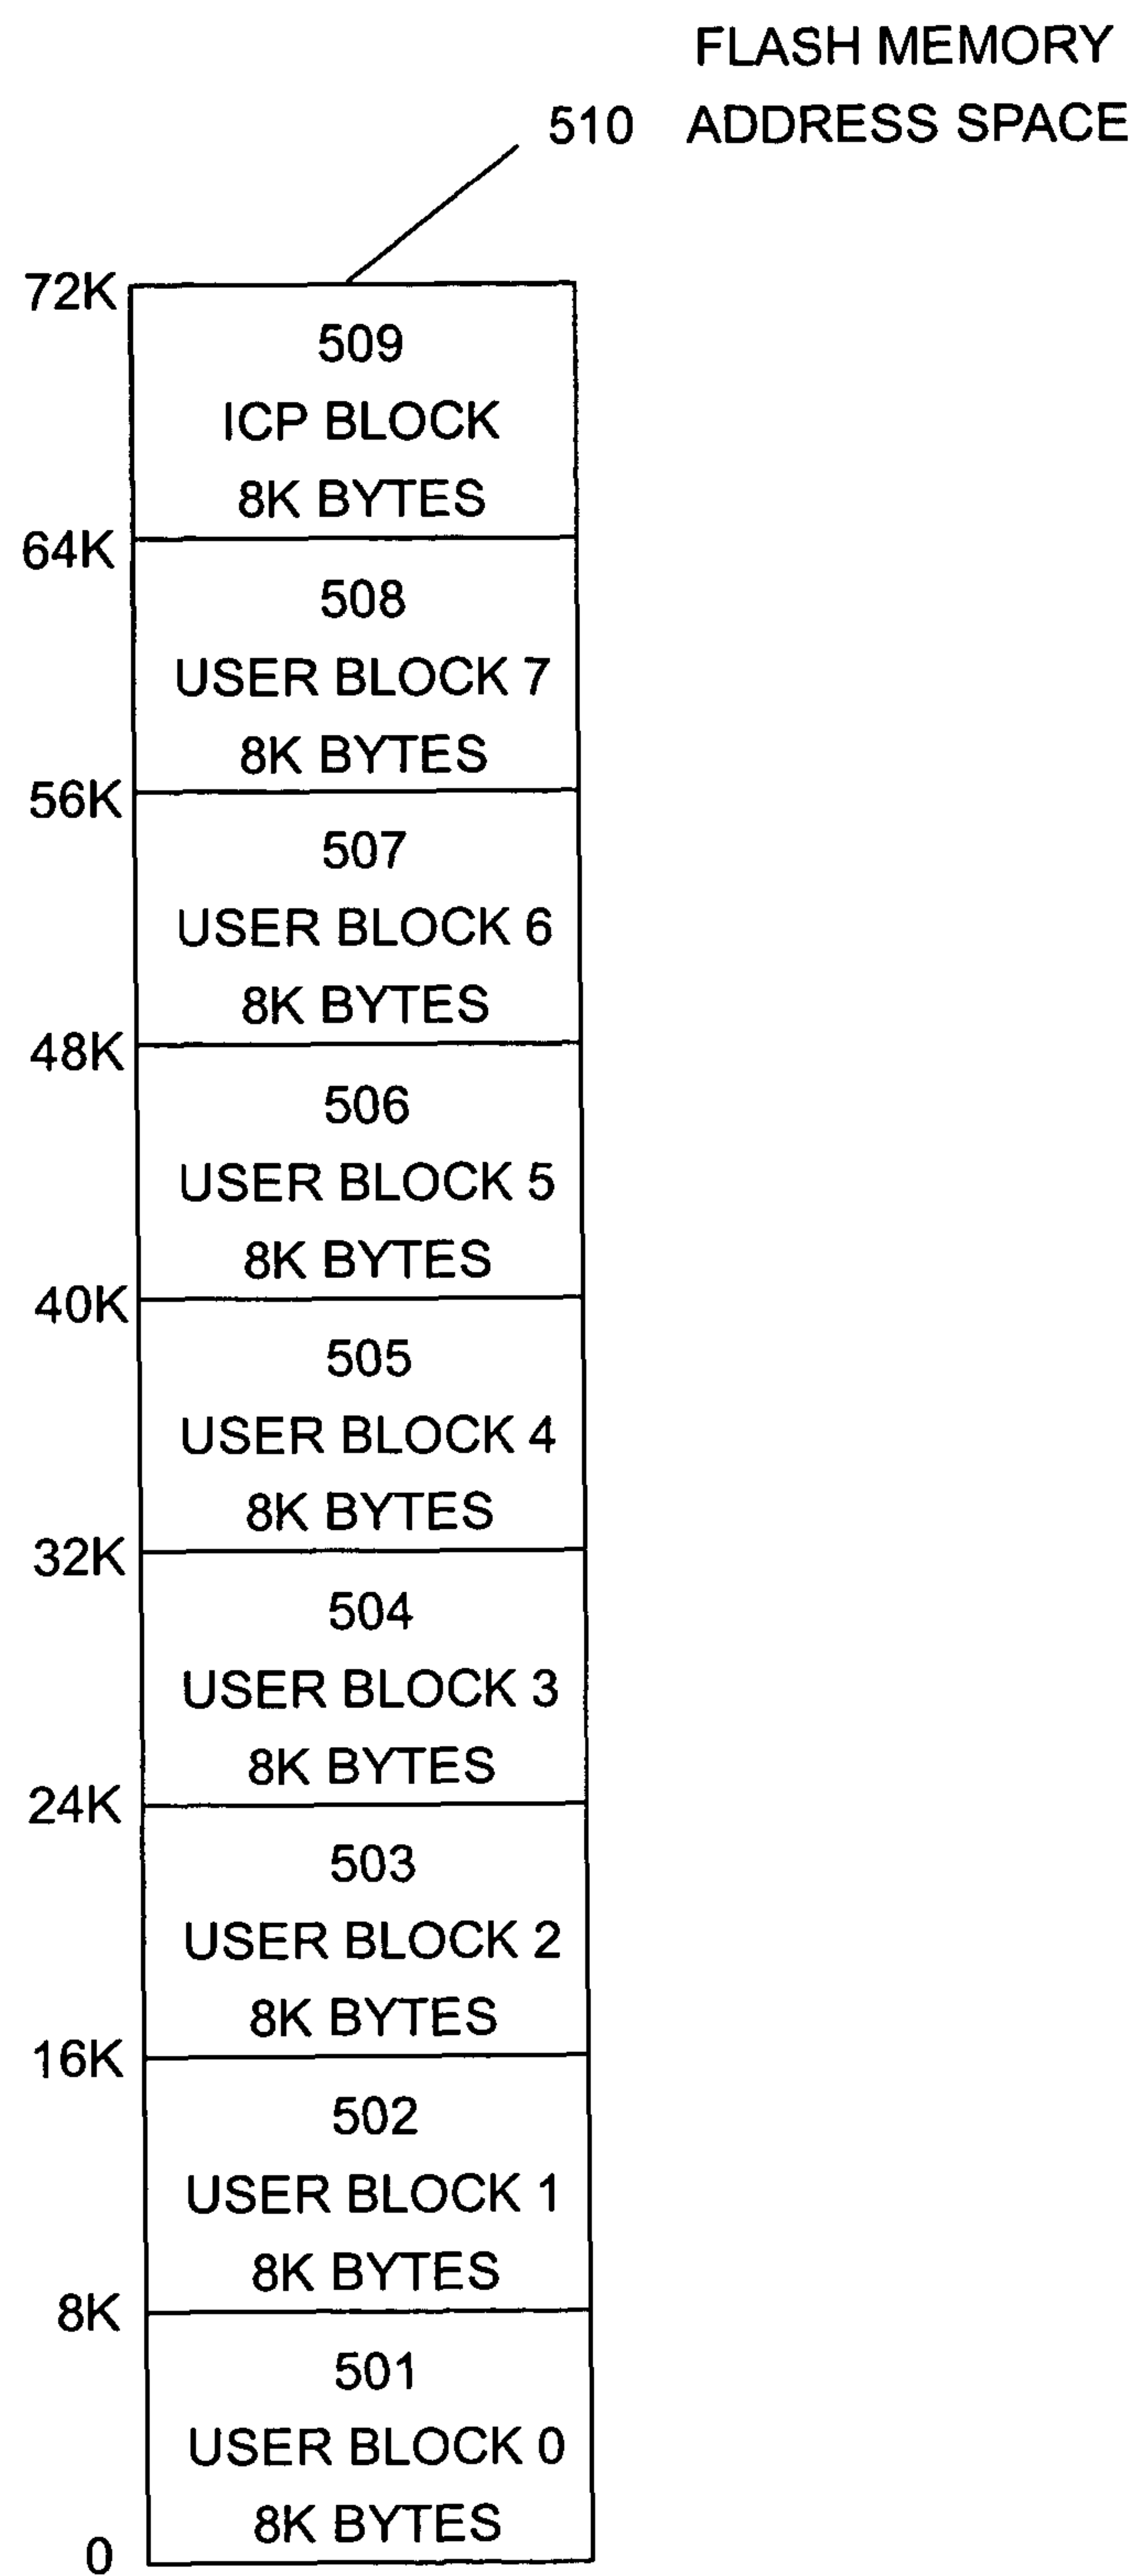 FLASH MEMORY
510 ADDRESS SPACE
72K
509
ICP BLOCK
8K BYTES
64K
508
USER BLOCK 7
8K BYTES
56K
507
USER BLOCK 6
8K BYTES
48K
506
USER BLOCK 5
8K BYTES
40K
505
USER BLOCK 4
8K BYTES
32K
504
USER BLOCK 3
8K BYTES
24K
503
USER BLOCK 2
8K BYTES
16K
502
USER BLOCK 1
8K BYTES
8K
501
USER BLOCK 0
8K BYTES
0